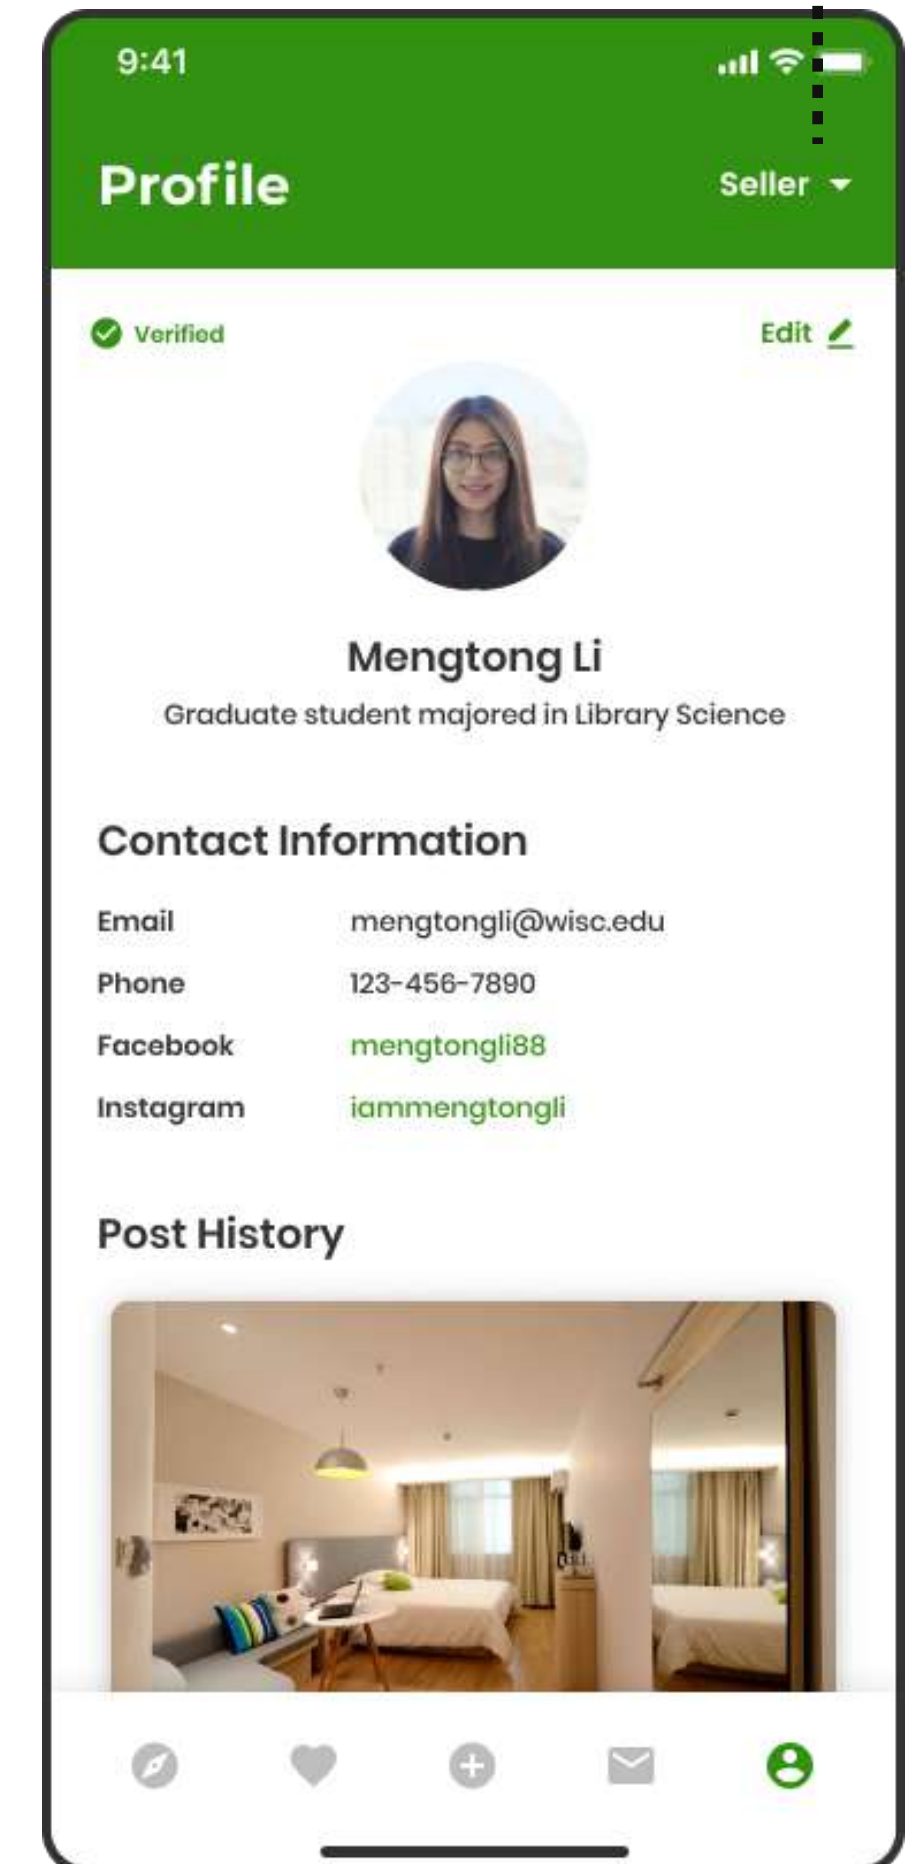 9:41
Profile
Seller
Verified
Edit
Mengtong Li
Graduate student majored in Library Science
Contact Information
Email mengtongli@wisc.edu
Phone 123-456-7890
Facebook mengtongli88
Instagram iammengtongli
Post History